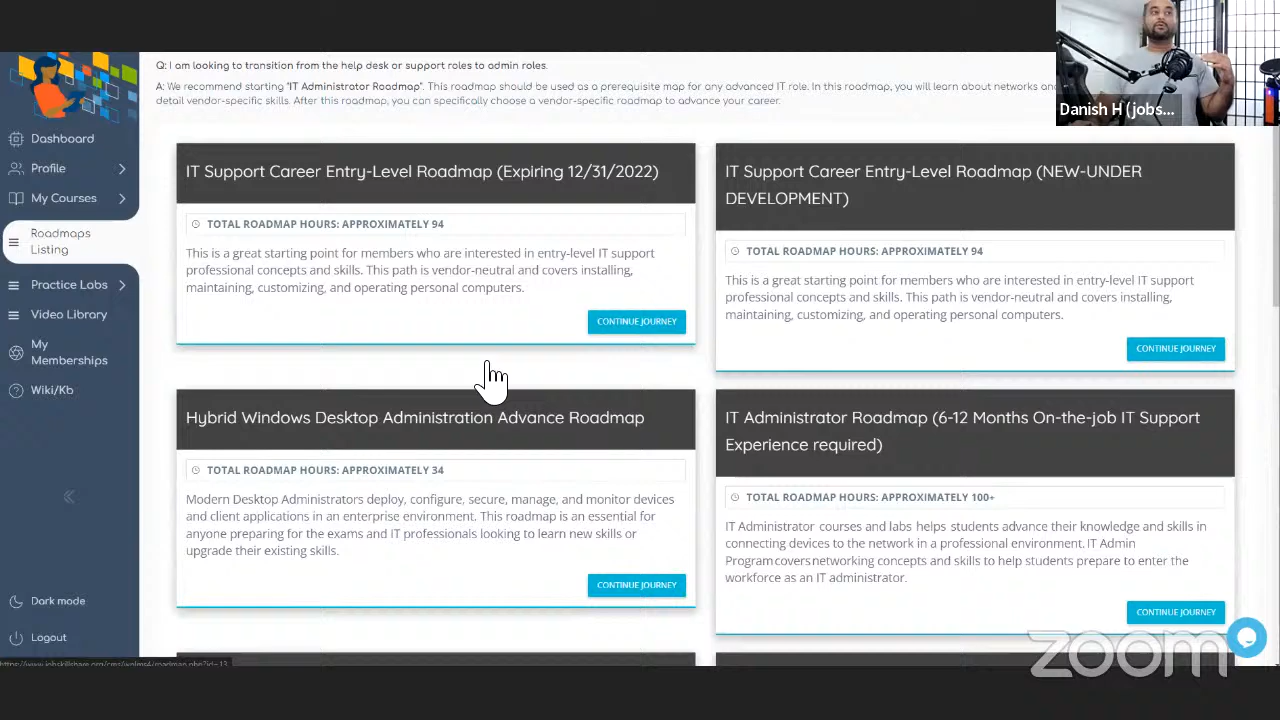 Q: I am looking to transition from the help desk or support roles to admin roles.
A: We recommend starting "IT Administrator Roadmap". This roadmap should be used as a prerequisite map for any advanced IT role. In this roadmap, you will learn about networks and
detail vendor-specific skills. After this roadmap, you can specifically choose a vendor-specific roadmap to advance your career.
Danish H (jobs...
Dashboard
Profile
My Courses
Roadmaps
Listing
Practice Labs
Video Library
My
Memberships
Wiki/Kb
Dark mode
Logout
IT Support Career Entry-Level Roadmap (Expiring 12/31/2022)
TOTAL ROADMAP HOURS: APPROXIMATELY 94
This is a great starting point for members who are interested in entry-level IT support
professional concepts and skills. This path is vendor-neutral and covers installing,
maintaining, customizing, and operating personal computers.
CONTINUE JOURNEY
IT Support Career Entry-Level Roadmap (NEW-UNDER
DEVELOPMENT)
TOTAL ROADMAP HOURS: APPROXIMATELY 94
This is a great starting point for members who are interested in entry-level IT support
professional concepts and skills. This path is vendor-neutral and covers installing,
maintaining, customizing, and operating personal computers.
CONTINUE JOURNEY
Hybrid Windows Desktop Administration Advance Roadmap
TOTAL ROADMAP HOURS: APPROXIMATELY 34
Modern Desktop Administrators deploy, configure, secure, manage, and monitor devices
and client applications in an enterprise environment. This roadmap is an essential for
anyone preparing for the exams and IT professionals looking to learn new skills or
upgrade their existing skills.
CONTINUE JOURNEY
IT Administrator Roadmap (6-12 Months On-the-job IT Support
Experience required)
TOTAL ROADMAP HOURS: APPROXIMATELY 100+
IT Administrator courses and labs helps students advance their knowledge and skills in
connecting devices to the network in a professional environment. IT Admin
Program covers networking concepts and skills to help students prepare to enter the
workforce as an IT administrator.
CONTINUE JOURNEY
zoom